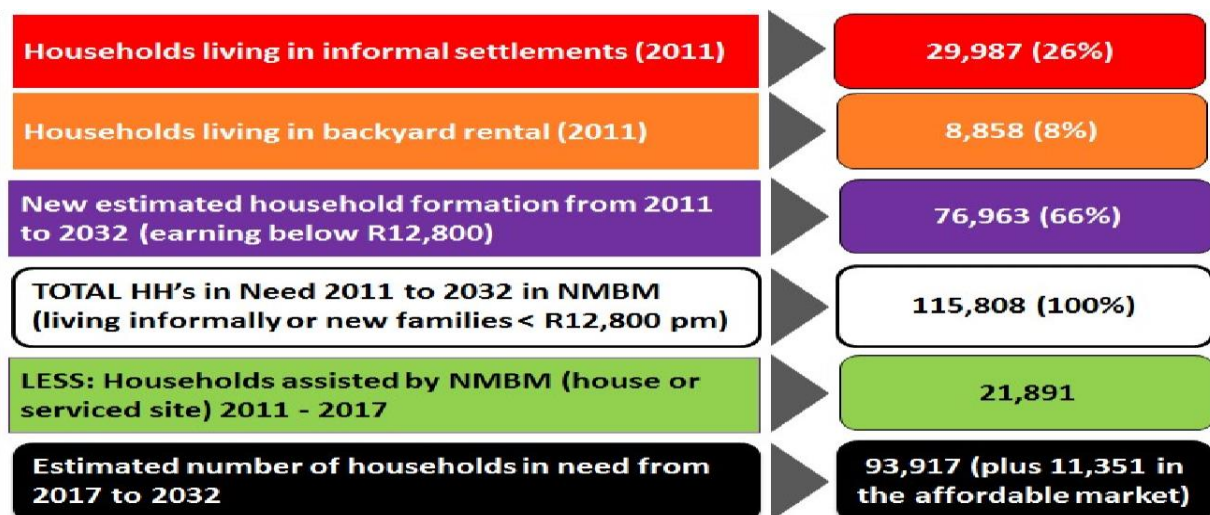 Households living in informal settlements (2011)
29,987 (26%)
Households living in backyard rental (2011)
8,858 (8%)
New estimated household formation from 2011
to 2032 (earning below R12,800)
76,963 (66%)
TOTAL HH's in Need 2011 to 2032 in NMBM
(living informally or new families < R12,800 pm)
115,808 (100%)
LESS: Households assisted by NMBM (house or
serviced site) 2011 - 2017
21,891
Estimated number of households in need from
2017 to 2032
93,917 (plus 11,351 in
the affordable market)